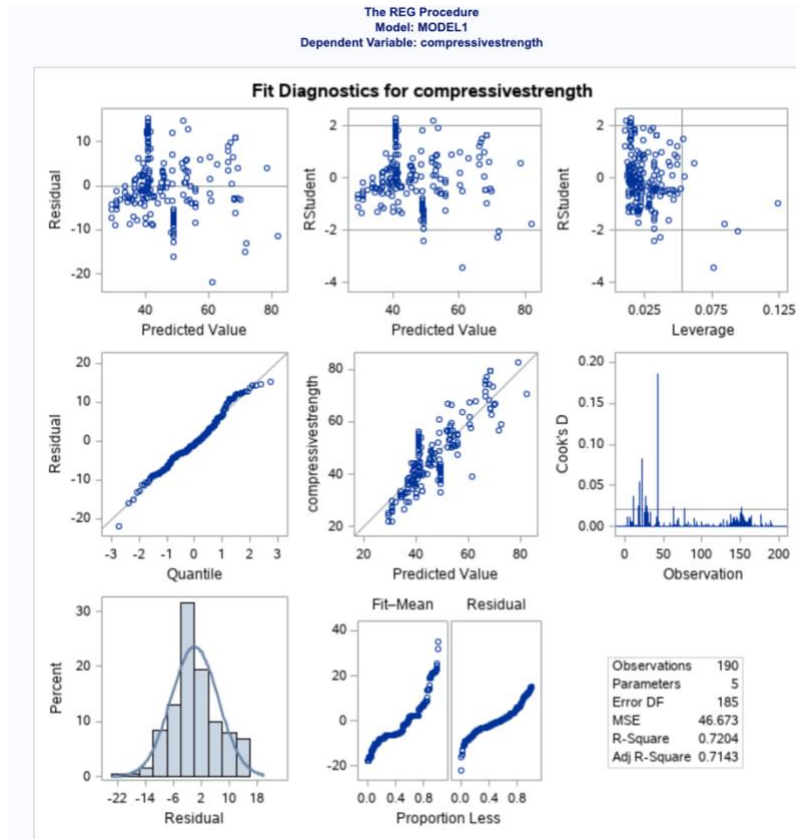 The REG Procedure
Model: MODEL1
Dependent Variable: compressivestrength
Fit Diagnostics for compressivestrength
Residual
10
0
-10
-20
40 60 80
Predicted Value
RStudent
2
0
-2
-4
40 60 80
Predicted Value
RStudent
2
0
-2
-4
0.025 0.075 0.125
Leverage
Residual
20
10
0
-10
-20
-3 -2 -1 0 1 2 3
Quantile
compressivestrength
80
60
40
20
20 40 60 80
Predicted Value
Cook's D
0.20
0.15
0.10
0.05
0.00
0 50 100 150 200
Observation
Percent
30
20
10
0
-22 -14 -6 2 10 18
Residual
Fit–Mean Residual
40
20
0
-20
0.0 0.4 0.8 0.0 0.4 0.8
Proportion Less
Observations 190
Parameters 5
Error DF 185
MSE 46.673
R-Square 0.7204
Adj R-Square 0.7143